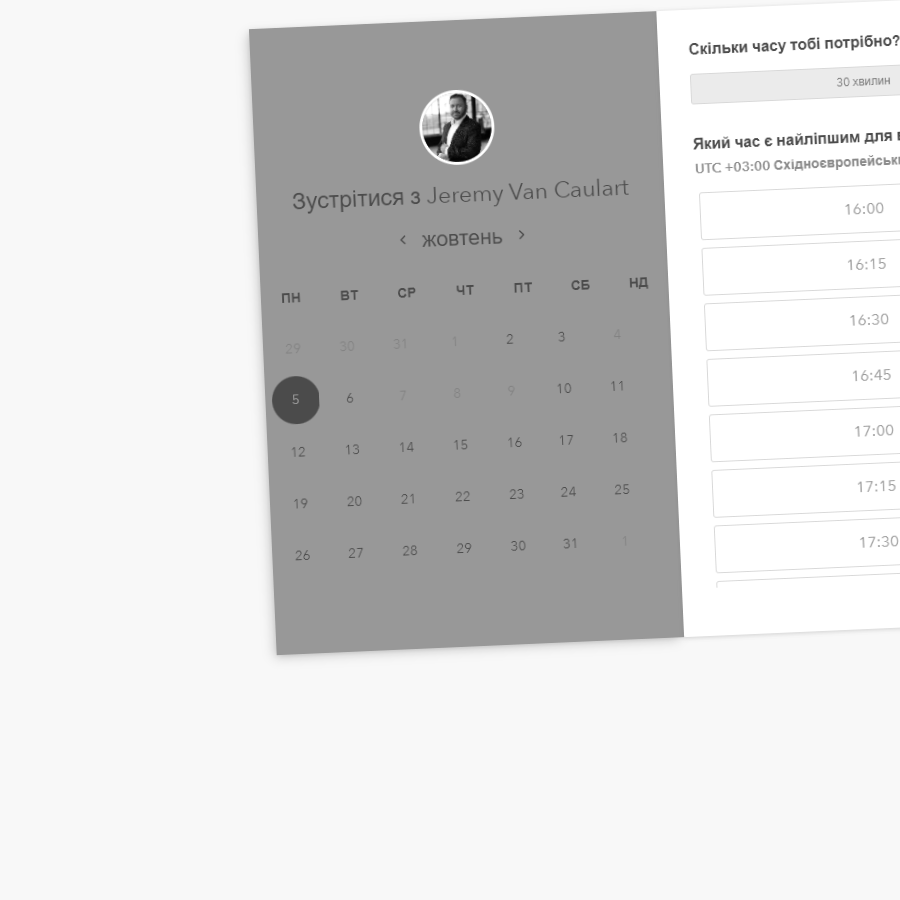 Зустрітися з Jeremy Van Caulart
‹ жовтень ›
ПН ВТ СР ЧТ ПТ СБ НД
29 30 31 1 2 3 4
5 6 7 8 9 10 11
12 13 14 15 16 17 18
19 20 21 22 23 24 25
26 27 28 29 30 31 1
Скільки часу тобі потрібно?
30 хвилин
Який час є найліпшим для
UTC +03:00
16:00
16:15
16:30
16:45
17:00
17:15
17:30